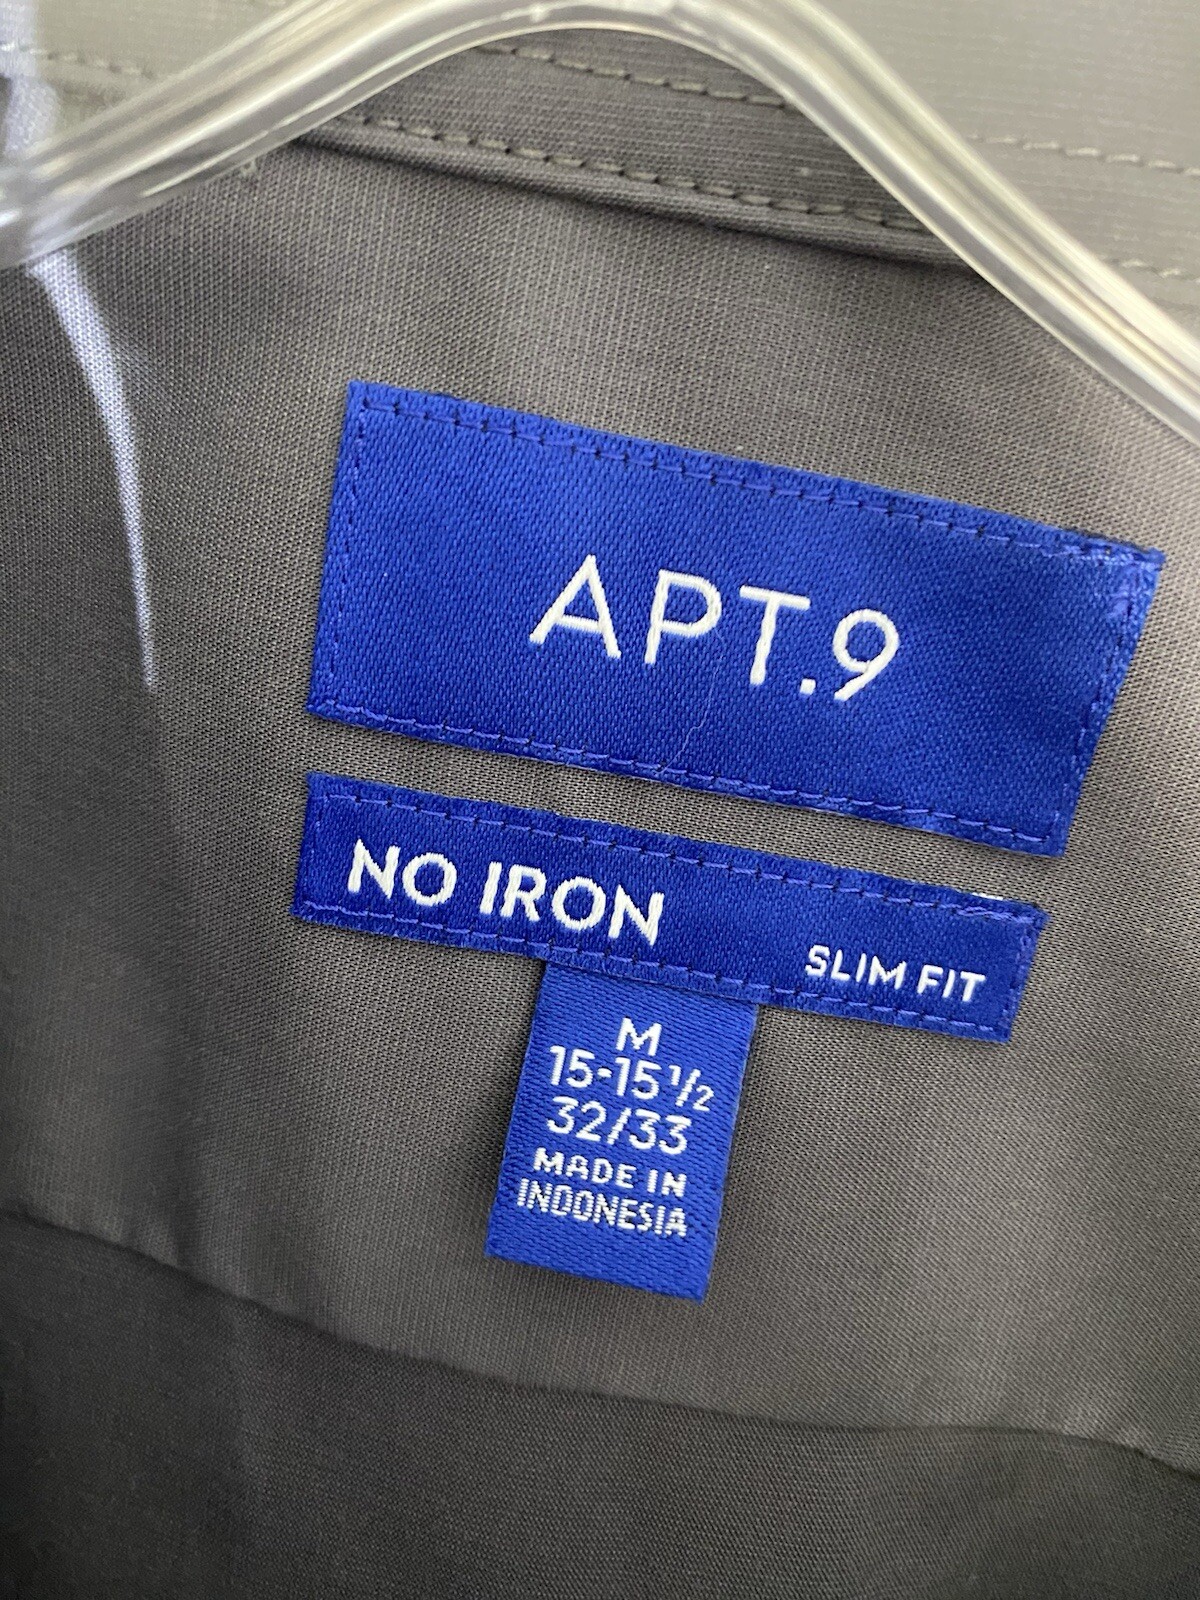 APT.9
NO IRON
SLIM FIT
M
15-15 1/2
32/33
MADE IN
INDONESIA